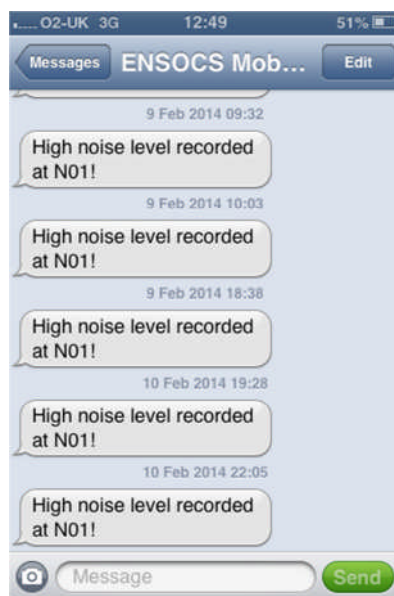 O2-UK 3G 12:49 51%
Messages ENSOCS Mob... Edit
9 Feb 2014 09:32
High noise level recorded
at N01!
9 Feb 2014 10:03
High noise level recorded
at N01!
9 Feb 2014 18:38
High noise level recorded
at N01!
10 Feb 2014 19:28
High noise level recorded
at N01!
10 Feb 2014 22:05
High noise level recorded
at N01!
Message Send